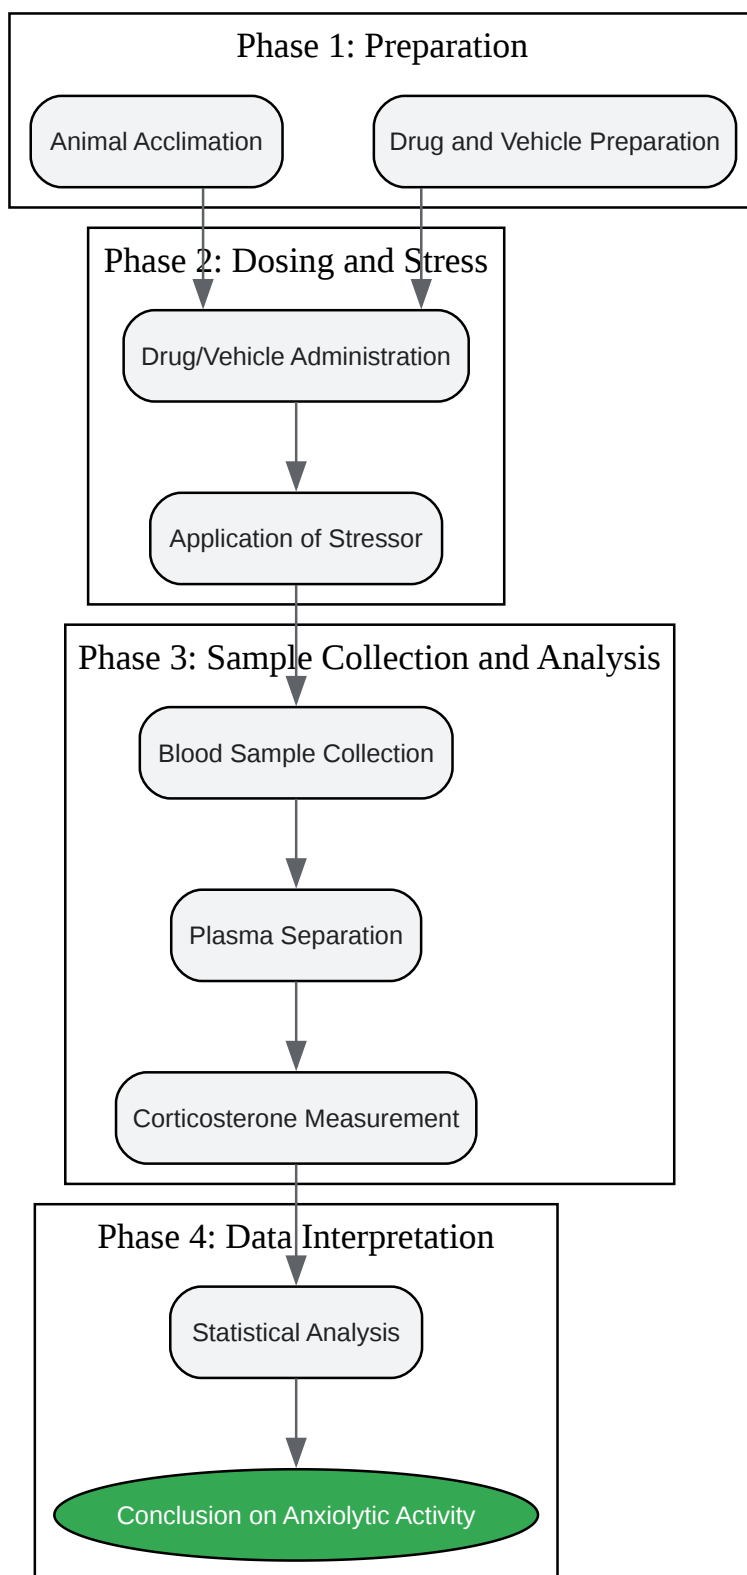 Phase 1: Preparation
Animal Acclimation
Drug and Vehicle Preparation
Phase 2: Dosing and Stress
Drug/Vehicle Administration
Application of Stressor
Phase 3: Sample Collection and Analysis
Blood Sample Collection
Plasma Separation
Corticosterone Measurement
Phase 4: Data Interpretation
Statistical Analysis
Conclusion on Anxiolytic Activity